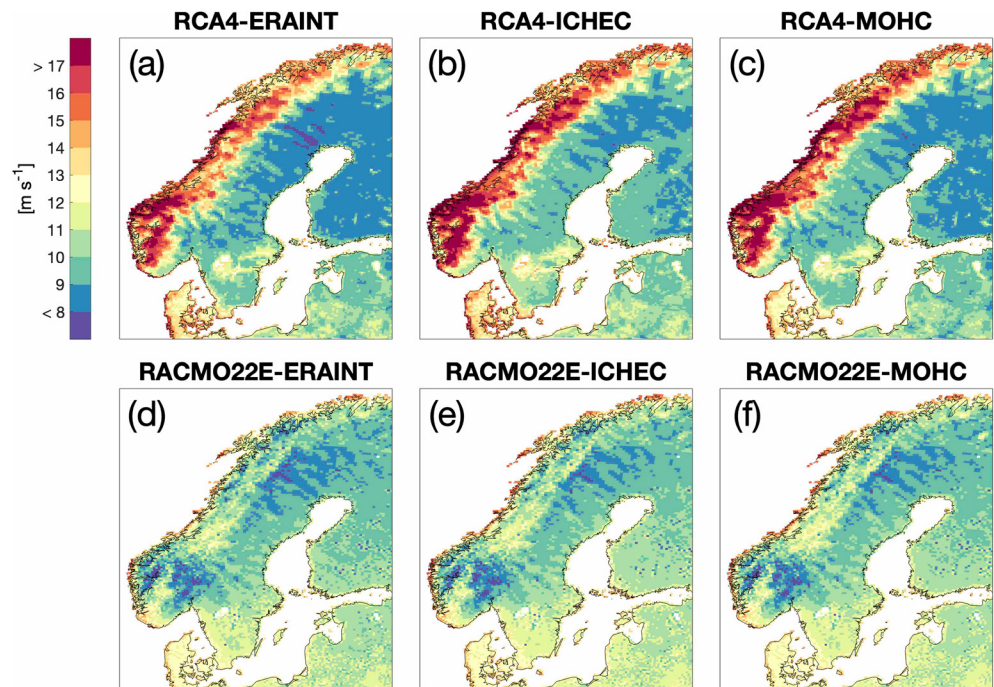 RCA4-ERAINT
RCA4-ICHEC
RCA4-MOHC
(a)
(b)
(c)
> 17
16
15
14
13
12
11
10
9
< 8
[m s⁻¹]
RACMO22E-ERAINT
RACMO22E-ICHEC
RACMO22E-MOHC
(d)
(e)
(f)